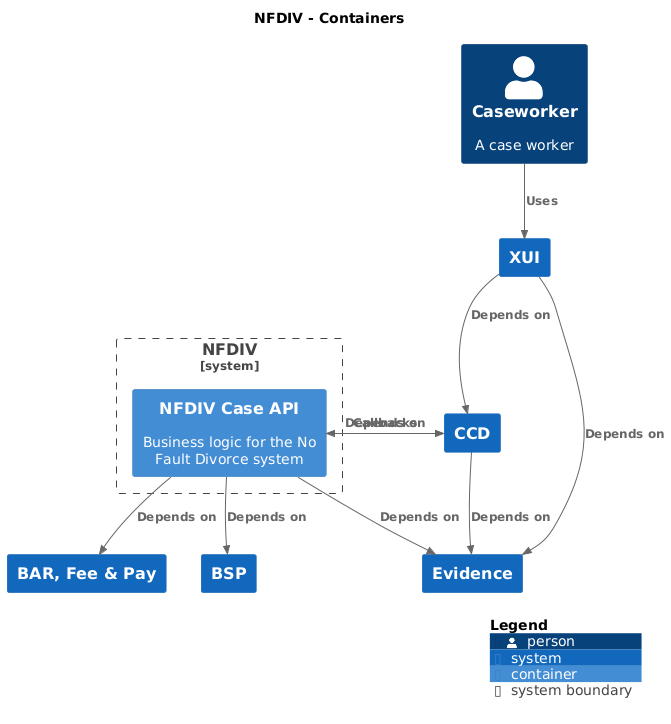 NFDIV - Containers
Caseworker
A case worker
Uses
XUI
Depends on
NFDIV
[system]
NFDIV Case API
Business logic for the No
Fault Divorce system
CCD
Depends on
Depends on
Depends on
Depends on
Depends on
Depends on
BAR, Fee & Pay
BSP
Evidence
Legend
person
system
container
system boundary